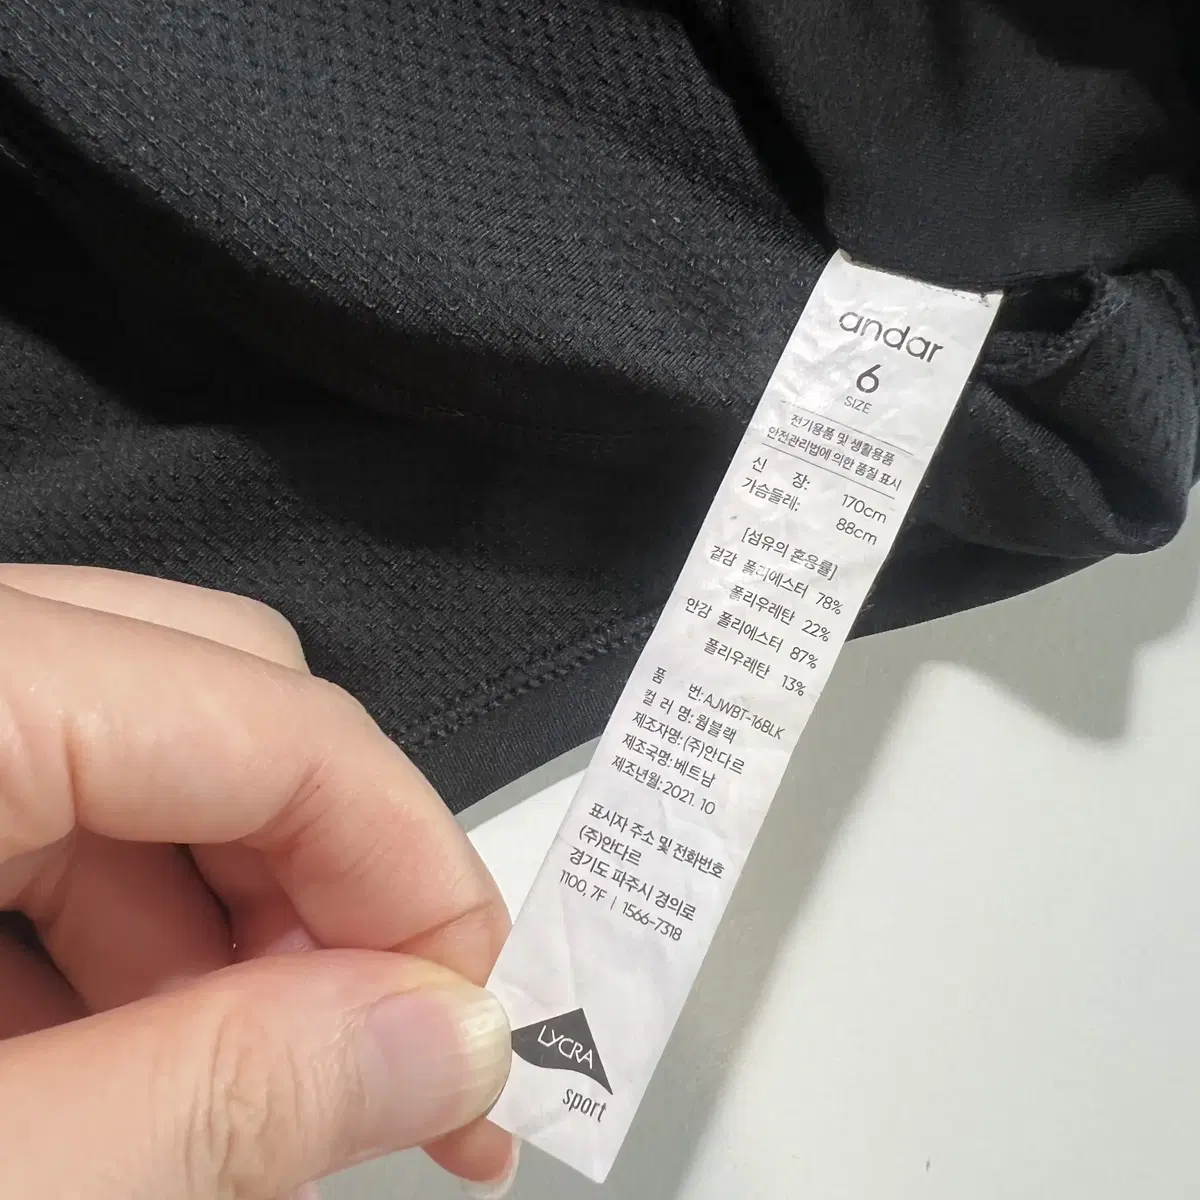 andar
6
SIZE
전기용품 및 생활용품
안전관리법에 의한 품질 표시
신 장: 170cm
가슴둘레: 88cm
[섬유의 혼용률]
겉감 폴리에스터 78%
폴리우레탄 22%
안감 폴리에스터 87%
폴리우레탄 13%
품 번: AJWBT-16BLK
컬 러 명: 웜블랙
제조자명: (주)안다르
제조국명: 베트남
제조년월: 2021. 10
표시자 주소 및 전화번호
(주)안다르
경기도 파주시 경의로
1100, 7F | 1566-7318
LYCRA
sport